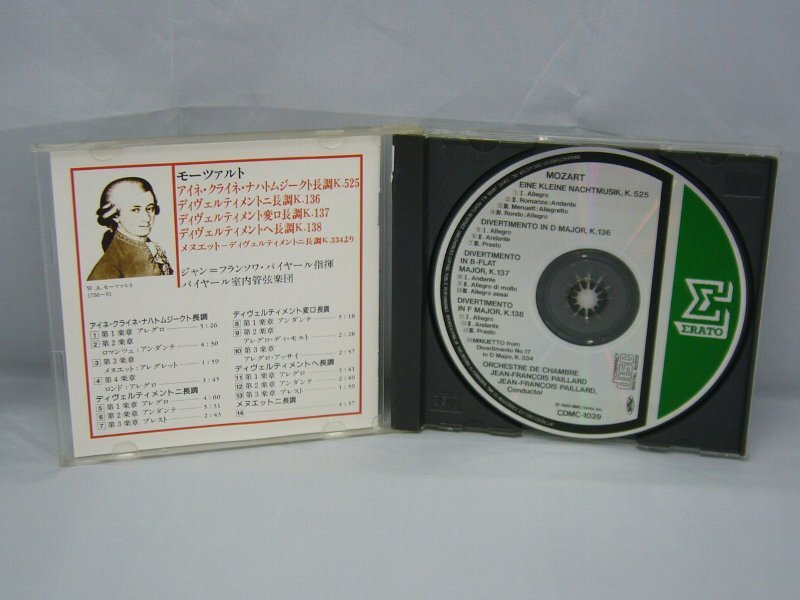 モーツァルト
アイネ・クライネ・ナハトムジークト長調K.525
ディヴェルティメントニ長調K.136
ディヴェルティメント変ロ長調K.137
ディヴェルティメントヘ長調K.138
メヌエット─ディヴェルティメントニ長調K.334より
ジャン=フランソワ・パイヤール指揮
パイヤール室内管弦楽団
W.A.モーツァルト
1756〜91
アイネ・クライネ・ナハトムジークト長調
1 第1楽章 アレグロ 5:26
2 第2楽章
ロマンツェ:アンダンテ 4:30
3 第3楽章
メヌエット:アレグレット 1:59
4 第4楽章
ロンド:アレグロ 3:45
ディヴェルティメントニ長調
5 第1楽章 アレグロ 4:00
6 第2楽章 アンダンテ 5:31
7 第3楽章 プレスト 2:45
ディヴェルティメント変ロ長調
8 第1楽章 アンダンテ 5:18
9 第2楽章
アレグロ・ディ・モルト 2:28
10 第3楽章
アレグロ・アッサイ 2:57
ディヴェルティメントヘ長調
11 第1楽章 アレグロ 3:41
12 第2楽章 アンダンテ 2:49
13 第3楽章 プレスト 1:59
メヌエットニ長調
14 4:37
MOZART
EINE KLEINE NACHTMUSIK, K.525
I. Allegro
II. Romanze:Andante
III. Menuett:Allegretto
IV. Rondo:Allegro
DIVERTIMENTO IN D MAJOR, K.136
I. Allegro
II. Andante
III. Presto
DIVERTIMENTO
IN B-FLAT
MAJOR, K.137
I. Andante
II. Allegro di molto
III. Allegro assai
DIVERTIMENTO
IN F MAJOR, K.138
I. Allegro
II. Andante
III. Presto
MINUETTO from
Divertimento No.17
in D Major, K.334
ORCHESTRE DE CHAMBRE
JEAN-FRANÇOIS PAILLARD
JEAN-FRANÇOIS PAILLARD,
Conductor
CDMC-1039
COMPACT
disc
DIGITAL AUDIO
ERATO